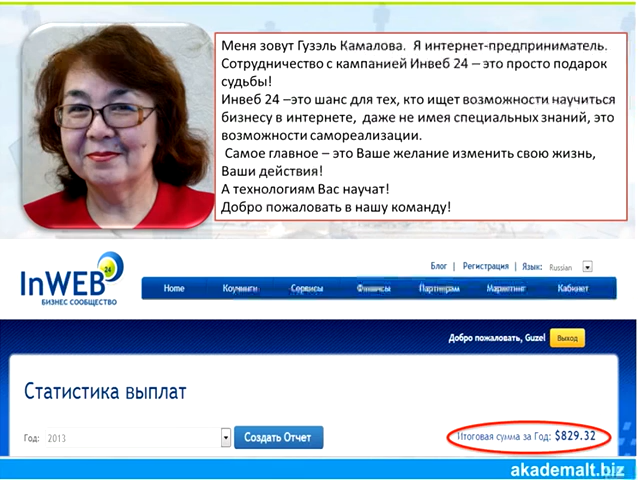 Меня зовут Гузэль Камалова. Я интернет-предприниматель.
Сотрудничество с кампанией Инвеб 24 – это просто подарок
судьбы!
Инвеб 24 –это шанс для тех, кто ищет возможности научиться
бизнесу в интернете, даже не имея специальных знаний, это
возможности самореализации.
Самое главное – это Ваше желание изменить свою жизнь,
Ваши действия!
А технологиям Вас научат!
Добро пожаловать в нашу команду!
Блог | Регистрация | Язык: Russian
InWEB 24
БИЗНЕС СООБЩЕСТВО
Home Коучинги Сервисы Финансы Партнерам Маркетинг Кабинет
Добро пожаловать, Guzel Выход
Статистика выплат
Год: 2013 Создать Отчет Итоговая сумма за Год: $829.32
akademalt.biz